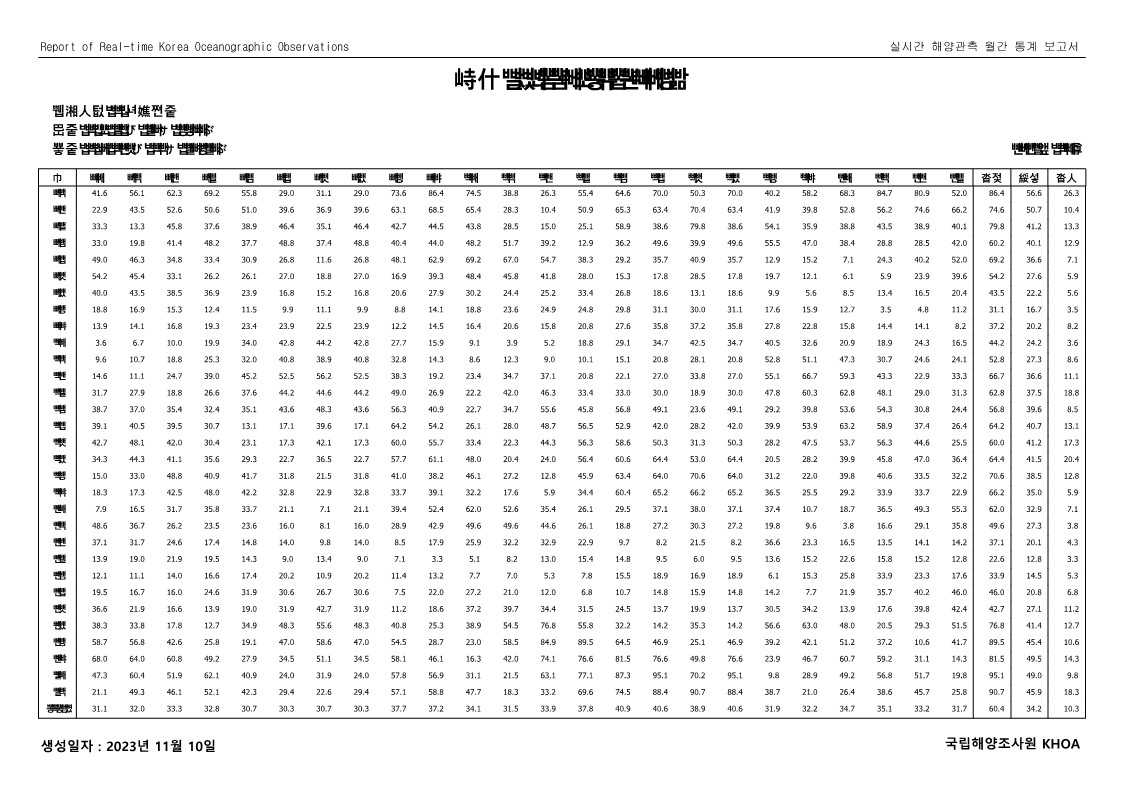 Report of Real-time Korea Oceanographic Observations
실시간 해양관측 월간 통계 보고서
41.6 56.1 62.3 69.2 55.8 29.0 31.1 29.0 73.6 86.4 74.5 38.8 26.3 55.4 64.6 70.0 50.3 70.0 40.2 58.2 68.3 84.7 80.9 52.0 86.4 56.6 26.3
22.9 43.5 52.6 50.6 51.0 39.6 36.9 39.6 63.1 68.5 65.4 28.3 10.4 50.9 65.3 63.4 70.4 63.4 41.9 39.8 52.8 56.2 74.6 66.2 74.6 50.7 10.4
33.3 13.3 45.8 37.6 38.9 46.4 35.1 46.4 42.7 44.5 43.8 28.5 15.0 25.1 58.9 38.6 79.8 38.6 54.1 35.9 38.8 43.5 38.9 40.1 79.8 41.2 13.3
33.0 19.8 41.4 48.2 37.7 48.8 37.4 48.8 40.4 44.0 48.2 51.7 39.2 12.9 36.2 49.6 39.9 49.6 55.5 47.0 38.4 28.8 28.5 42.0 60.2 40.1 12.9
49.0 46.3 34.8 33.4 30.9 26.8 11.6 26.8 48.1 62.9 69.2 67.0 54.7 38.3 29.2 35.7 40.9 35.7 12.9 15.2 7.1 24.3 40.2 52.0 69.2 36.6 7.1
54.2 45.4 33.1 26.2 26.1 27.0 18.8 27.0 16.9 39.3 48.4 45.8 41.8 28.0 15.3 17.8 28.5 17.8 19.7 12.1 6.1 5.9 23.9 39.6 54.2 27.6 5.9
40.0 43.5 38.5 36.9 23.9 16.8 15.2 16.8 20.6 27.9 30.2 24.4 25.2 33.4 26.8 18.6 13.1 18.6 9.9 5.6 8.5 13.4 16.5 20.4 43.5 22.2 5.6
18.8 16.9 15.3 12.4 11.5 9.9 11.1 9.9 8.8 14.1 18.8 23.6 24.9 24.8 29.8 31.1 30.0 31.1 17.6 15.9 12.7 3.5 4.8 11.2 31.1 16.7 3.5
13.9 14.1 16.8 19.3 23.4 23.9 22.5 23.9 12.2 14.5 16.4 20.6 15.8 20.8 27.6 35.8 37.2 35.8 27.8 22.8 15.8 14.4 14.1 8.2 37.2 20.2 8.2
3.6 6.7 10.0 19.9 34.0 42.8 44.2 42.8 27.7 15.9 9.1 3.9 5.2 18.8 29.1 34.7 42.5 34.7 40.5 32.6 20.9 18.9 24.3 16.5 44.2 24.2 3.6
9.6 10.7 18.8 25.3 32.0 40.8 38.9 40.8 32.8 14.3 8.6 12.3 9.0 10.1 15.1 20.8 28.1 20.8 52.8 51.1 47.3 30.7 24.6 24.1 52.8 27.3 8.6
14.6 11.1 24.7 39.0 45.2 52.5 56.2 52.5 38.3 19.2 23.4 34.7 37.1 20.8 22.1 27.0 33.8 27.0 55.1 66.7 59.3 43.3 22.9 33.3 66.7 36.6 11.1
31.7 27.9 18.8 26.6 37.6 44.2 44.6 44.2 49.0 26.9 22.2 42.0 46.3 33.4 33.0 30.0 18.9 30.0 47.8 60.3 62.8 48.1 29.0 31.3 62.8 37.5 18.8
38.7 37.0 35.4 32.4 35.1 43.6 48.3 43.6 56.3 40.9 22.7 34.7 55.6 45.8 56.8 49.1 23.6 49.1 29.2 39.8 53.6 54.3 30.8 24.4 56.8 39.6 8.5
39.1 40.5 39.5 30.7 13.1 17.1 39.6 17.1 64.2 54.2 26.1 28.0 48.7 56.5 52.9 42.0 28.2 42.0 39.9 53.9 63.2 58.9 37.4 26.4 64.2 40.7 13.1
42.7 48.1 42.0 30.4 23.1 17.3 42.1 17.3 60.0 55.7 33.4 22.3 44.3 56.3 58.6 50.3 31.3 50.3 28.2 47.5 53.7 56.3 44.6 25.5 60.0 41.2 17.3
34.3 44.3 41.1 35.6 29.3 22.7 36.5 22.7 57.7 61.1 48.0 20.4 24.0 56.4 60.6 64.4 53.0 64.4 20.5 28.2 39.9 45.8 47.0 36.4 64.4 41.5 20.4
15.0 33.0 48.8 40.9 41.7 31.8 21.5 31.8 41.0 38.2 46.1 27.2 12.8 45.9 63.4 64.0 70.6 64.0 31.2 22.0 39.8 40.6 33.5 32.2 70.6 38.5 12.8
18.3 17.3 42.5 48.0 42.2 32.8 22.9 32.8 33.7 39.1 32.2 17.6 5.9 34.4 60.4 65.2 66.2 65.2 36.5 25.5 29.2 33.9 33.7 22.9 66.2 35.0 5.9
7.9 16.5 31.7 35.8 33.7 21.1 7.1 21.1 39.4 52.4 62.0 52.6 35.4 26.1 29.5 37.1 38.0 37.1 37.4 10.7 18.7 36.5 49.3 55.3 62.0 32.9 7.1
48.6 36.7 26.2 23.5 23.6 16.0 8.1 16.0 28.9 42.9 49.6 49.6 44.6 26.1 18.8 27.2 30.3 27.2 19.8 9.6 3.8 16.6 29.1 35.8 49.6 27.3 3.8
37.1 31.7 24.6 17.4 14.8 14.0 9.8 14.0 8.5 17.9 25.9 32.2 32.9 22.9 9.7 8.2 21.5 8.2 36.6 23.3 16.5 13.5 14.1 14.2 37.1 20.1 4.3
13.9 19.0 21.9 19.5 14.3 9.0 13.4 9.0 7.1 3.3 5.1 8.2 13.0 15.4 14.8 9.5 6.0 9.5 13.6 15.2 22.6 15.8 15.2 12.8 22.6 12.8 3.3
12.1 11.1 14.0 16.6 17.4 20.2 10.9 20.2 11.4 13.2 7.7 7.0 5.3 7.8 15.5 18.9 16.9 18.9 6.1 15.3 25.8 33.9 23.3 17.6 33.9 14.5 5.3
19.5 16.7 16.0 24.6 31.9 30.6 26.7 30.6 7.5 22.0 27.2 21.0 12.0 6.8 10.7 14.8 15.9 14.8 14.2 7.7 21.9 35.7 40.2 46.0 46.0 20.8 6.8
36.6 21.9 16.6 13.9 19.0 31.9 42.7 31.9 11.2 18.6 37.2 39.7 34.4 31.5 24.5 13.7 19.9 13.7 30.5 34.2 13.9 17.6 39.8 42.4 42.7 27.1 11.2
38.3 33.8 17.8 12.7 34.9 48.3 55.6 48.3 40.8 25.3 38.9 54.5 76.8 55.8 32.2 14.2 35.3 14.2 56.6 63.0 48.0 20.5 29.3 51.5 76.8 41.4 12.7
58.7 56.8 42.6 25.8 19.1 47.0 58.6 47.0 54.5 28.7 23.0 58.5 84.9 89.5 64.5 46.9 25.1 46.9 39.2 42.1 51.2 37.2 10.6 41.7 89.5 45.4 10.6
68.0 64.0 60.8 49.2 27.9 34.5 51.1 34.5 58.1 46.1 16.3 42.0 74.1 76.6 81.5 76.6 49.8 76.6 23.9 46.7 60.7 59.2 31.1 14.3 81.5 49.5 14.3
47.3 60.4 51.9 62.1 40.9 24.0 31.9 24.0 57.8 56.9 31.1 21.5 63.1 77.1 87.3 95.1 70.2 95.1 9.8 28.9 49.2 56.8 51.7 19.8 95.1 49.0 9.8
21.1 49.3 46.1 52.1 42.3 29.4 22.6 29.4 57.1 58.8 47.7 18.3 33.2 69.6 74.5 88.4 90.7 88.4 38.7 21.0 26.4 38.6 45.7 25.8 90.7 45.9 18.3
31.1 32.0 33.3 32.8 30.7 30.3 30.7 30.3 37.7 37.2 34.1 31.5 33.9 37.8 40.9 40.6 38.9 40.6 31.9 32.2 34.7 35.1 33.2 31.7 60.4 34.2 10.3
생성일자 : 2023년 11월 10일
국립해양조사원 KHOA